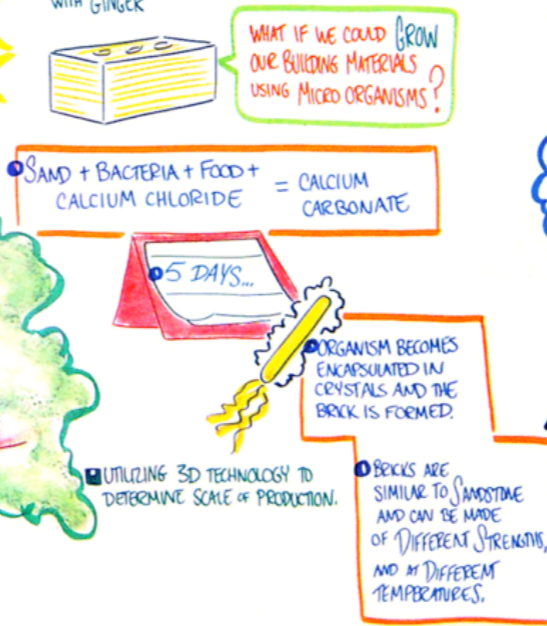 WITH GINGER
WHAT IF WE COULD GROW
OUR BUILDING MATERIALS
USING MICRO ORGANISMS?
SAND + BACTERIA + FOOD +
CALCIUM CHLORIDE
= CALCIUM
CARBONATE
5 DAYS...
ORGANISM BECOMES
ENCAPSULATED IN
CRYSTALS AND THE
BRICK IS FORMED.
UTILIZING 3D TECHNOLOGY TO
DETERMINE SCALE OF PRODUCTION.
BRICKS ARE
SIMILAR TO SANDSTONE
AND CAN BE MADE
OF DIFFERENT STRENGTHS,
AND AT DIFFERENT
TEMPERATURES.